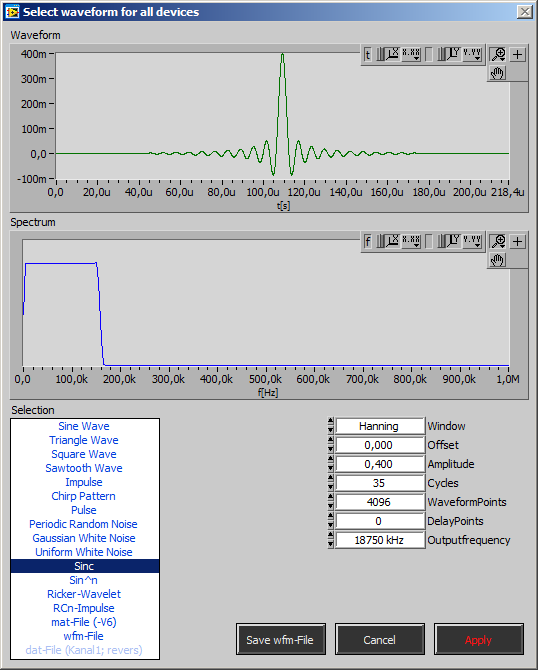 Select waveform for all devices
Waveform
t X.XX Y.YY
400m
300m
200m
100m
0,0
-100m
0,0 20,0u 40,0u 60,0u 80,0u 100,0u 120,0u 140,0u 160,0u 180,0u 200,0u 218,4u
t[s]
Spectrum
f X.XX Y.YY
0,0 100,0k 200,0k 300,0k 400,0k 500,0k 600,0k 700,0k 800,0k 900,0k 1,0M
f[Hz]
Selection
Sine Wave
Triangle Wave
Square Wave
Sawtooth Wave
Impulse
Chirp Pattern
Pulse
Periodic Random Noise
Gaussian White Noise
Uniform White Noise
Sinc
Sin^n
Ricker-Wavelet
RCn-Impulse
mat-File (-V6)
wfm-File
dat-File (Kanal1; revers)
Hanning Window
0,000 Offset
0,400 Amplitude
35 Cycles
4096 WaveformPoints
0 DelayPoints
18750 kHz Outputfrequency
Save wfm-File Cancel Apply